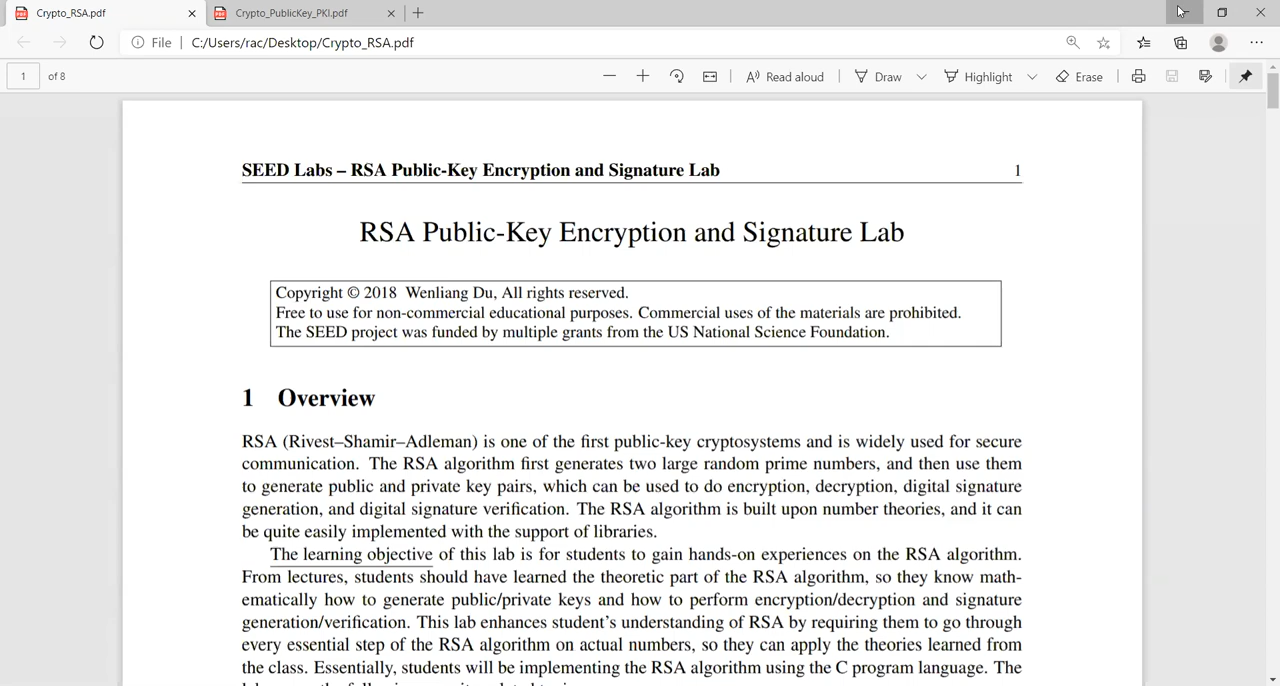 Crypto_RSA.pdf
Crypto_PublicKey_PKI.pdf
File
C:/Users/rac/Desktop/Crypto_RSA.pdf
1 of 8
Read aloud
Draw
Highlight
Erase
SEED Labs – RSA Public-Key Encryption and Signature Lab 1
RSA Public-Key Encryption and Signature Lab
Copyright © 2018 Wenliang Du, All rights reserved.
Free to use for non-commercial educational purposes. Commercial uses of the materials are prohibited.
The SEED project was funded by multiple grants from the US National Science Foundation.
1 Overview
RSA (Rivest–Shamir–Adleman) is one of the first public-key cryptosystems and is widely used for secure
communication. The RSA algorithm first generates two large random prime numbers, and then use them
to generate public and private key pairs, which can be used to do encryption, decryption, digital signature
generation, and digital signature verification. The RSA algorithm is built upon number theories, and it can
be quite easily implemented with the support of libraries.
The learning objective of this lab is for students to gain hands-on experiences on the RSA algorithm.
From lectures, students should have learned the theoretic part of the RSA algorithm, so they know math-
ematically how to generate public/private keys and how to perform encryption/decryption and signature
generation/verification. This lab enhances student's understanding of RSA by requiring them to go through
every essential step of the RSA algorithm on actual numbers, so they can apply the theories learned from
the class. Essentially, students will be implementing the RSA algorithm using the C program language. The